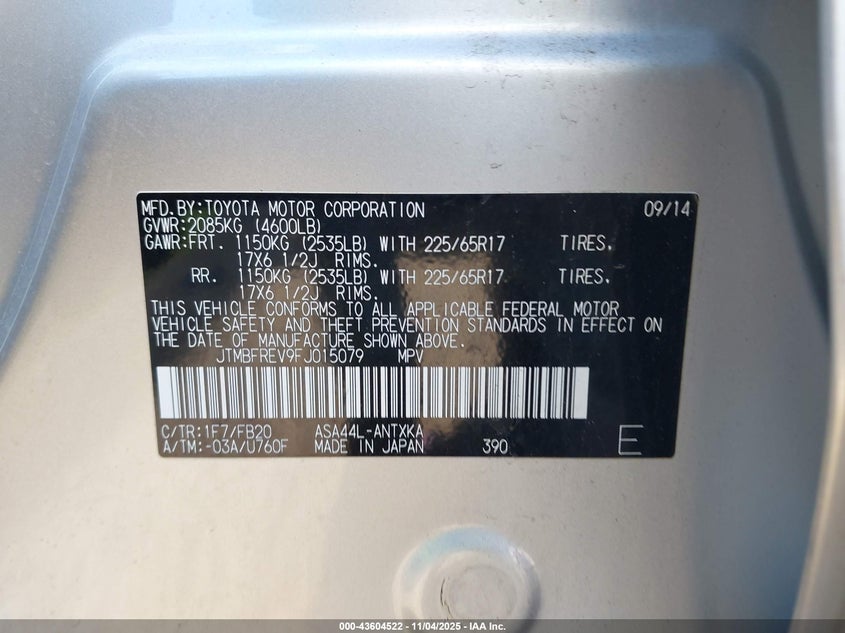 MFD.BY:TOYOTA MOTOR CORPORATION 09/14
GVWR:2085KG (4600LB)
GAWR:FRT. 1150KG (2535LB) WITH 225/65R17 TIRES.
17X6 1/2J RIMS.
RR. 1150KG (2535LB) WITH 225/65R17 TIRES.
17X6 1/2J RIMS.
THIS VEHICLE CONFORMS TO ALL APPLICABLE FEDERAL MOTOR
VEHICLE SAFETY AND THEFT PREVENTION STANDARDS IN EFFECT ON
THE DATE OF MANUFACTURE SHOWN ABOVE.
JTMBFREV9FJ015079 MPV
C/TR:1F7/FB20 ASA44L-ANTXKA
A/TM:-03A/U760F MADE IN JAPAN 390 E
000-43604522 - 11/04/2025 - IAA Inc.